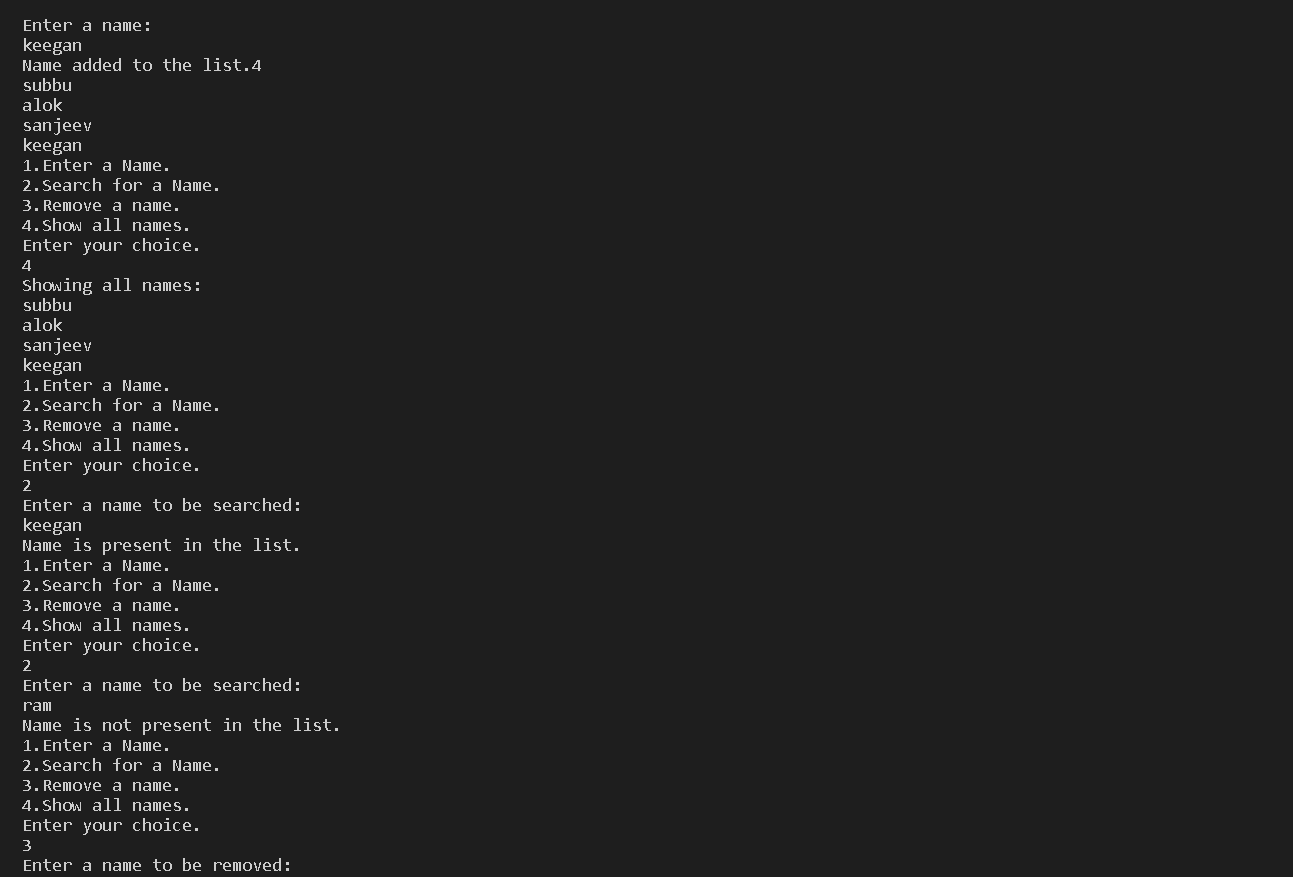 Enter a name:
keegan
Name added to the list.4
subbu
alok
sanjeev
keegan
1.Enter a Name.
2.Search for a Name.
3.Remove a name.
4.Show all names.
Enter your choice.
4
Showing all names:
subbu
alok
sanjeev
keegan
1.Enter a Name.
2.Search for a Name.
3.Remove a name.
4.Show all names.
Enter your choice.
2
Enter a name to be searched:
keegan
Name is present in the list.
1.Enter a Name.
2.Search for a Name.
3.Remove a name.
4.Show all names.
Enter your choice.
2
Enter a name to be searched:
ram
Name is not present in the list.
1.Enter a Name.
2.Search for a Name.
3.Remove a name.
4.Show all names.
Enter your choice.
3
Enter a name to be removed: